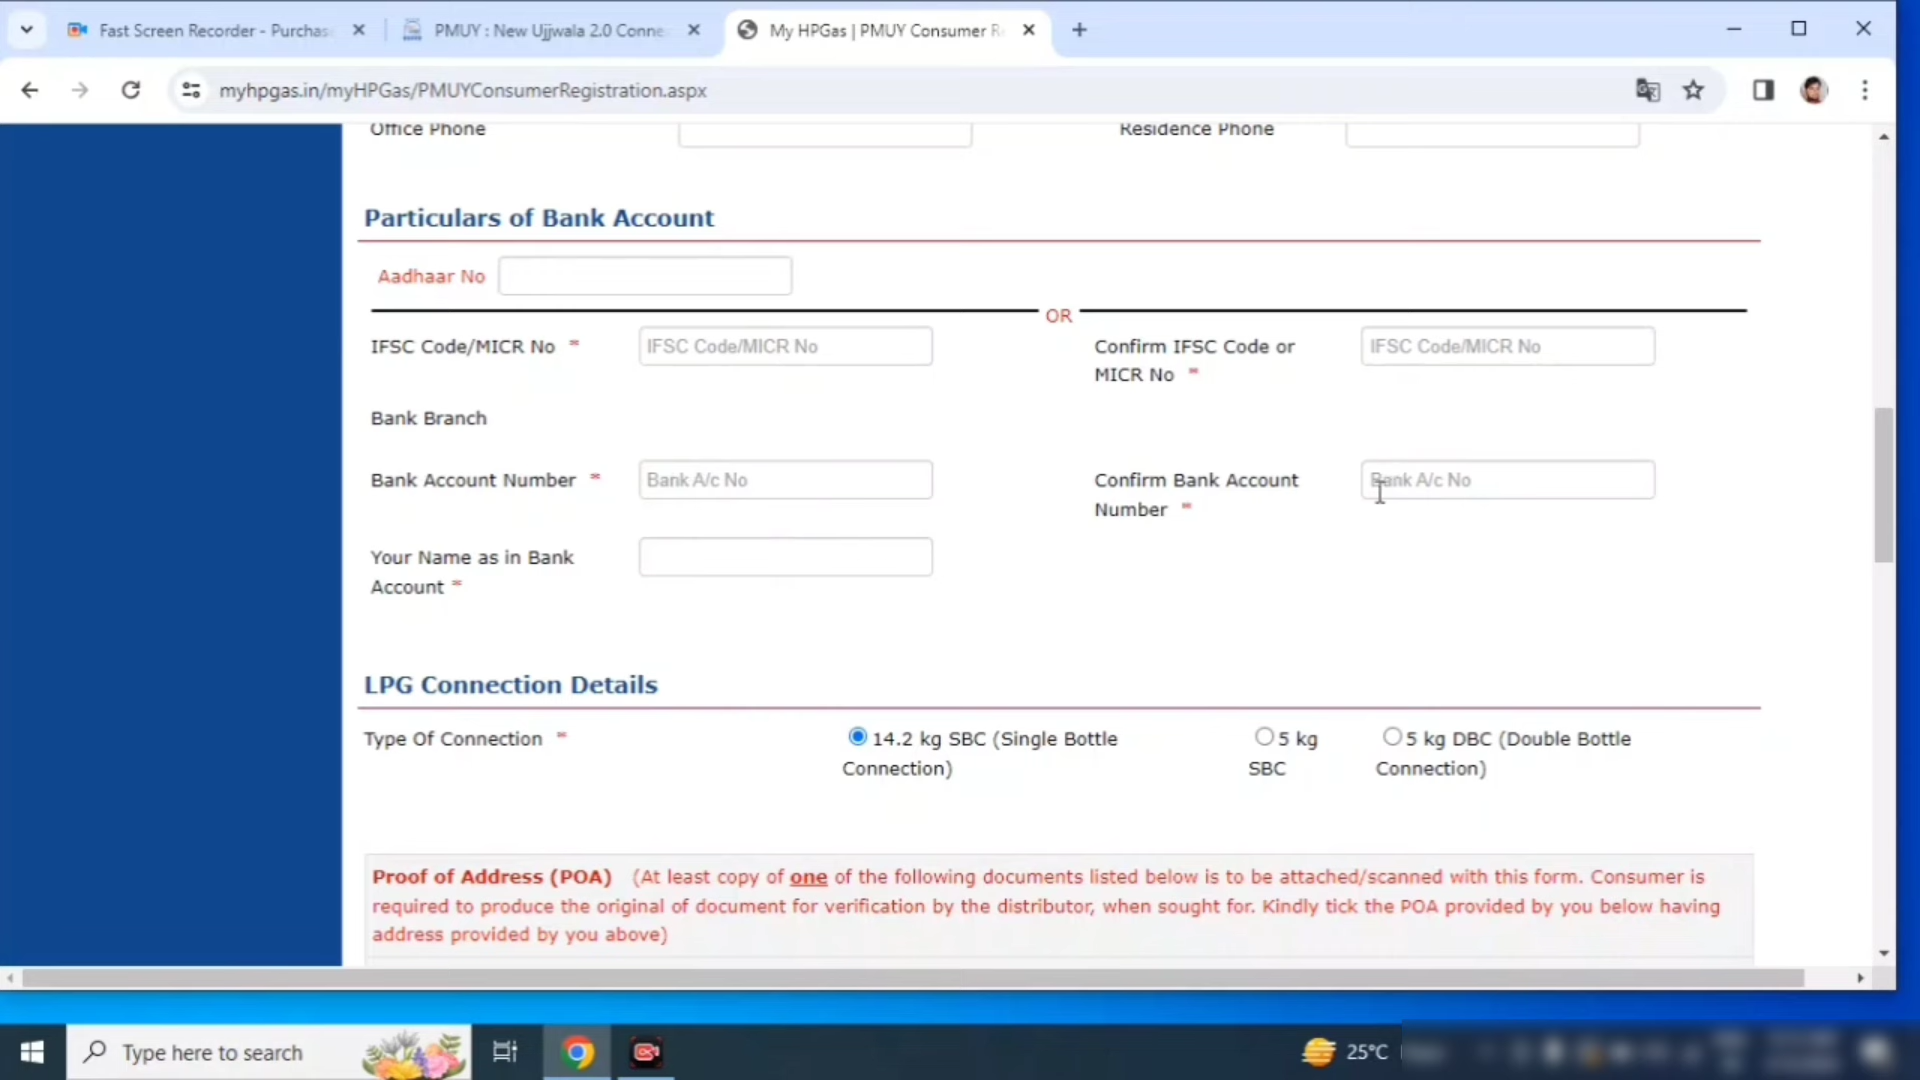 Fast Screen Recorder - Purchas
PMUY : New Ujjwala 2.0 Conne
My HPGas | PMUY Consumer R
myhpgas.in/myHPGas/PMUYConsumerRegistration.aspx
Office Phone
Residence Phone
Particulars of Bank Account
Aadhaar No
OR
IFSC Code/MICR No * IFSC Code/MICR No
Confirm IFSC Code or
MICR No *
IFSC Code/MICR No
Bank Branch
Bank Account Number * Bank A/c No
Confirm Bank Account
Number *
Bank A/c No
Your Name as in Bank
Account *
LPG Connection Details
Type Of Connection *
14.2 kg SBC (Single Bottle
Connection)
5 kg
SBC
5 kg DBC (Double Bottle
Connection)
Proof of Address (POA) (At least copy of one of the following documents listed below is to be attached/scanned with this form. Consumer is
required to produce the original of document for verification by the distributor, when sought for. Kindly tick the POA provided by you below having
address provided by you above)
Type here to search
25°C